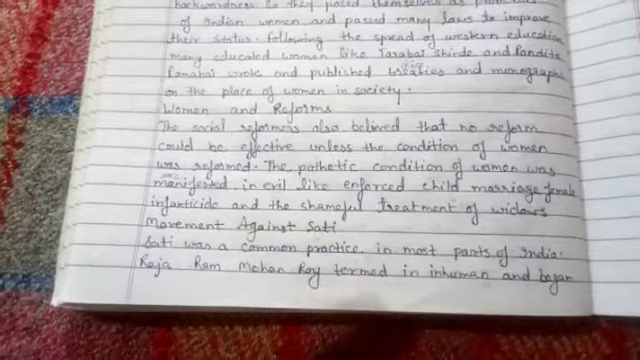 backwardness so they posed themselves as
of Indian women and passed many laws to improve
their status. Following the spread of western education
many educated women like Tarabai Shinde and Pandita
Ramabai wrote and published and monographs
on the place of women in society.
Women and Reforms
The social reformers also believed that no reform
could be effective unless the condition of women
was reformed. The pathetic condition of women was
manifested in evil like enforced child marriage, female
infanticide and the shameful treatment of widows
Movement Against Sati
Sati was a common practice in most parts of India.
Raja Ram Mohan Roy termed in inhuman and began